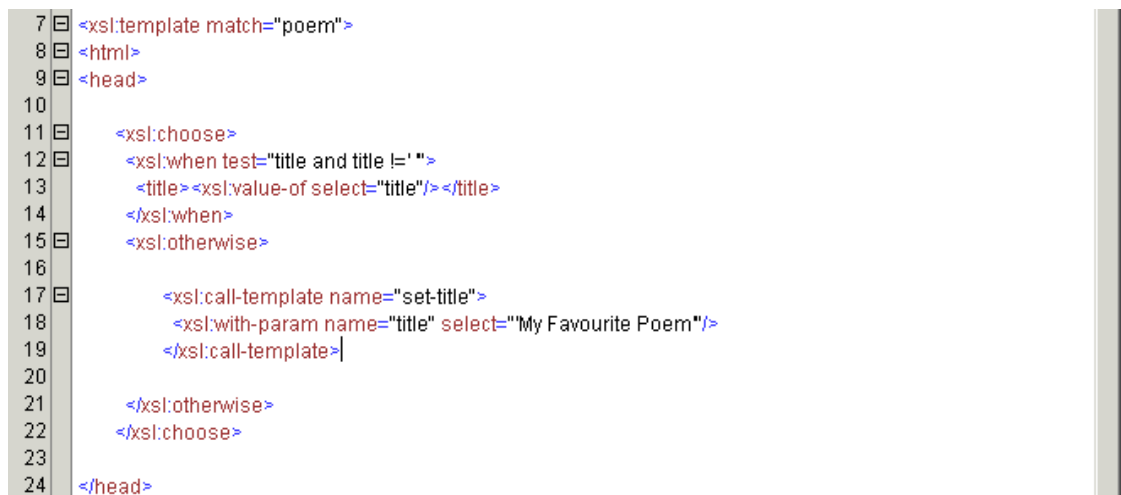 7 <xsl:template match="poem">
8 <html>
9 <head>
10
11 <xsl:choose>
12 <xsl:when test="title and title !=' '">
13 <title><xsl:value-of select="title"/></title>
14 </xsl:when>
15 <xsl:otherwise>
16
17 <xsl:call-template name="set-title">
18 <xsl:with-param name="title" select="'My Favourite Poem'"/>
19 </xsl:call-template>
20
21 </xsl:otherwise>
22 </xsl:choose>
23
24 </head>